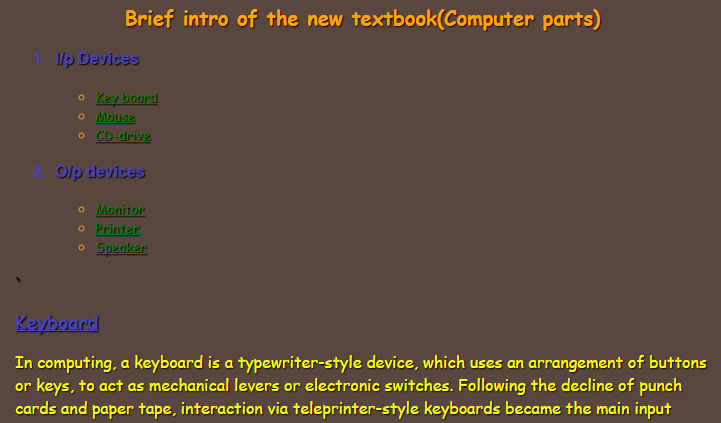 Brief intro of the new textbook(Computer parts)
1. I/p Devices
Key board
Mouse
CD-drive
2. O/p devices
Monitor
Printer
Speaker
`
Keyboard
In computing, a keyboard is a typewriter-style device, which uses an arrangement of buttons
or keys, to act as mechanical levers or electronic switches. Following the decline of punch
cards and paper tape, interaction via teleprinter-style keyboards became the main input